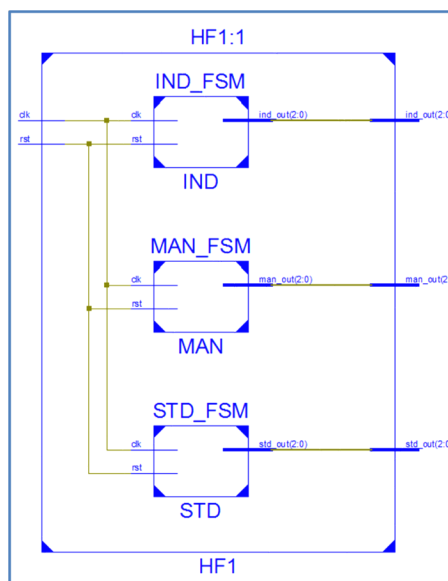 HF1:1
IND_FSM
clk clk ind_out(2:0) ind_out(2:0
rst rst
IND
MAN_FSM
clk man_out(2:0) man_out(2
rst
MAN
STD_FSM
clk std_out(2:0) std_out(2:0
rst
STD
HF1